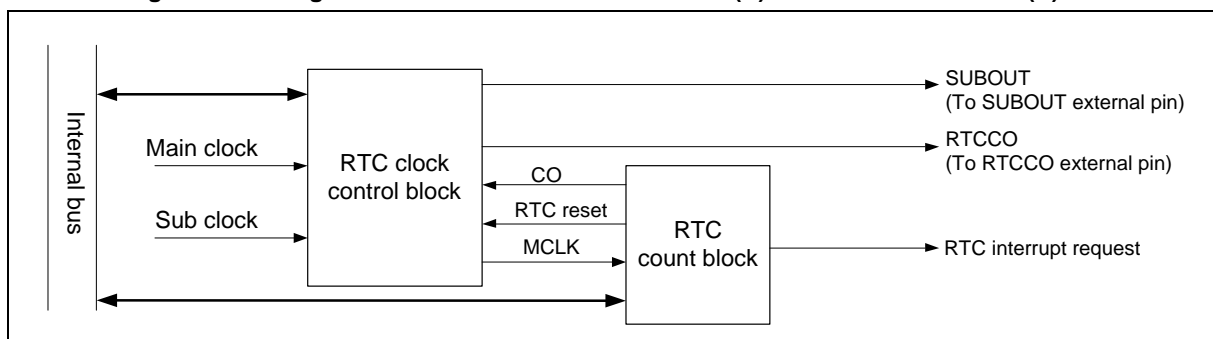 Internal bus
Main clock
Sub clock
RTC clock
control block
CO
RTC reset
MCLK
RTC
count block
SUBOUT
(To SUBOUT external pin)
RTCCO
(To RTCCO external pin)
RTC interrupt request